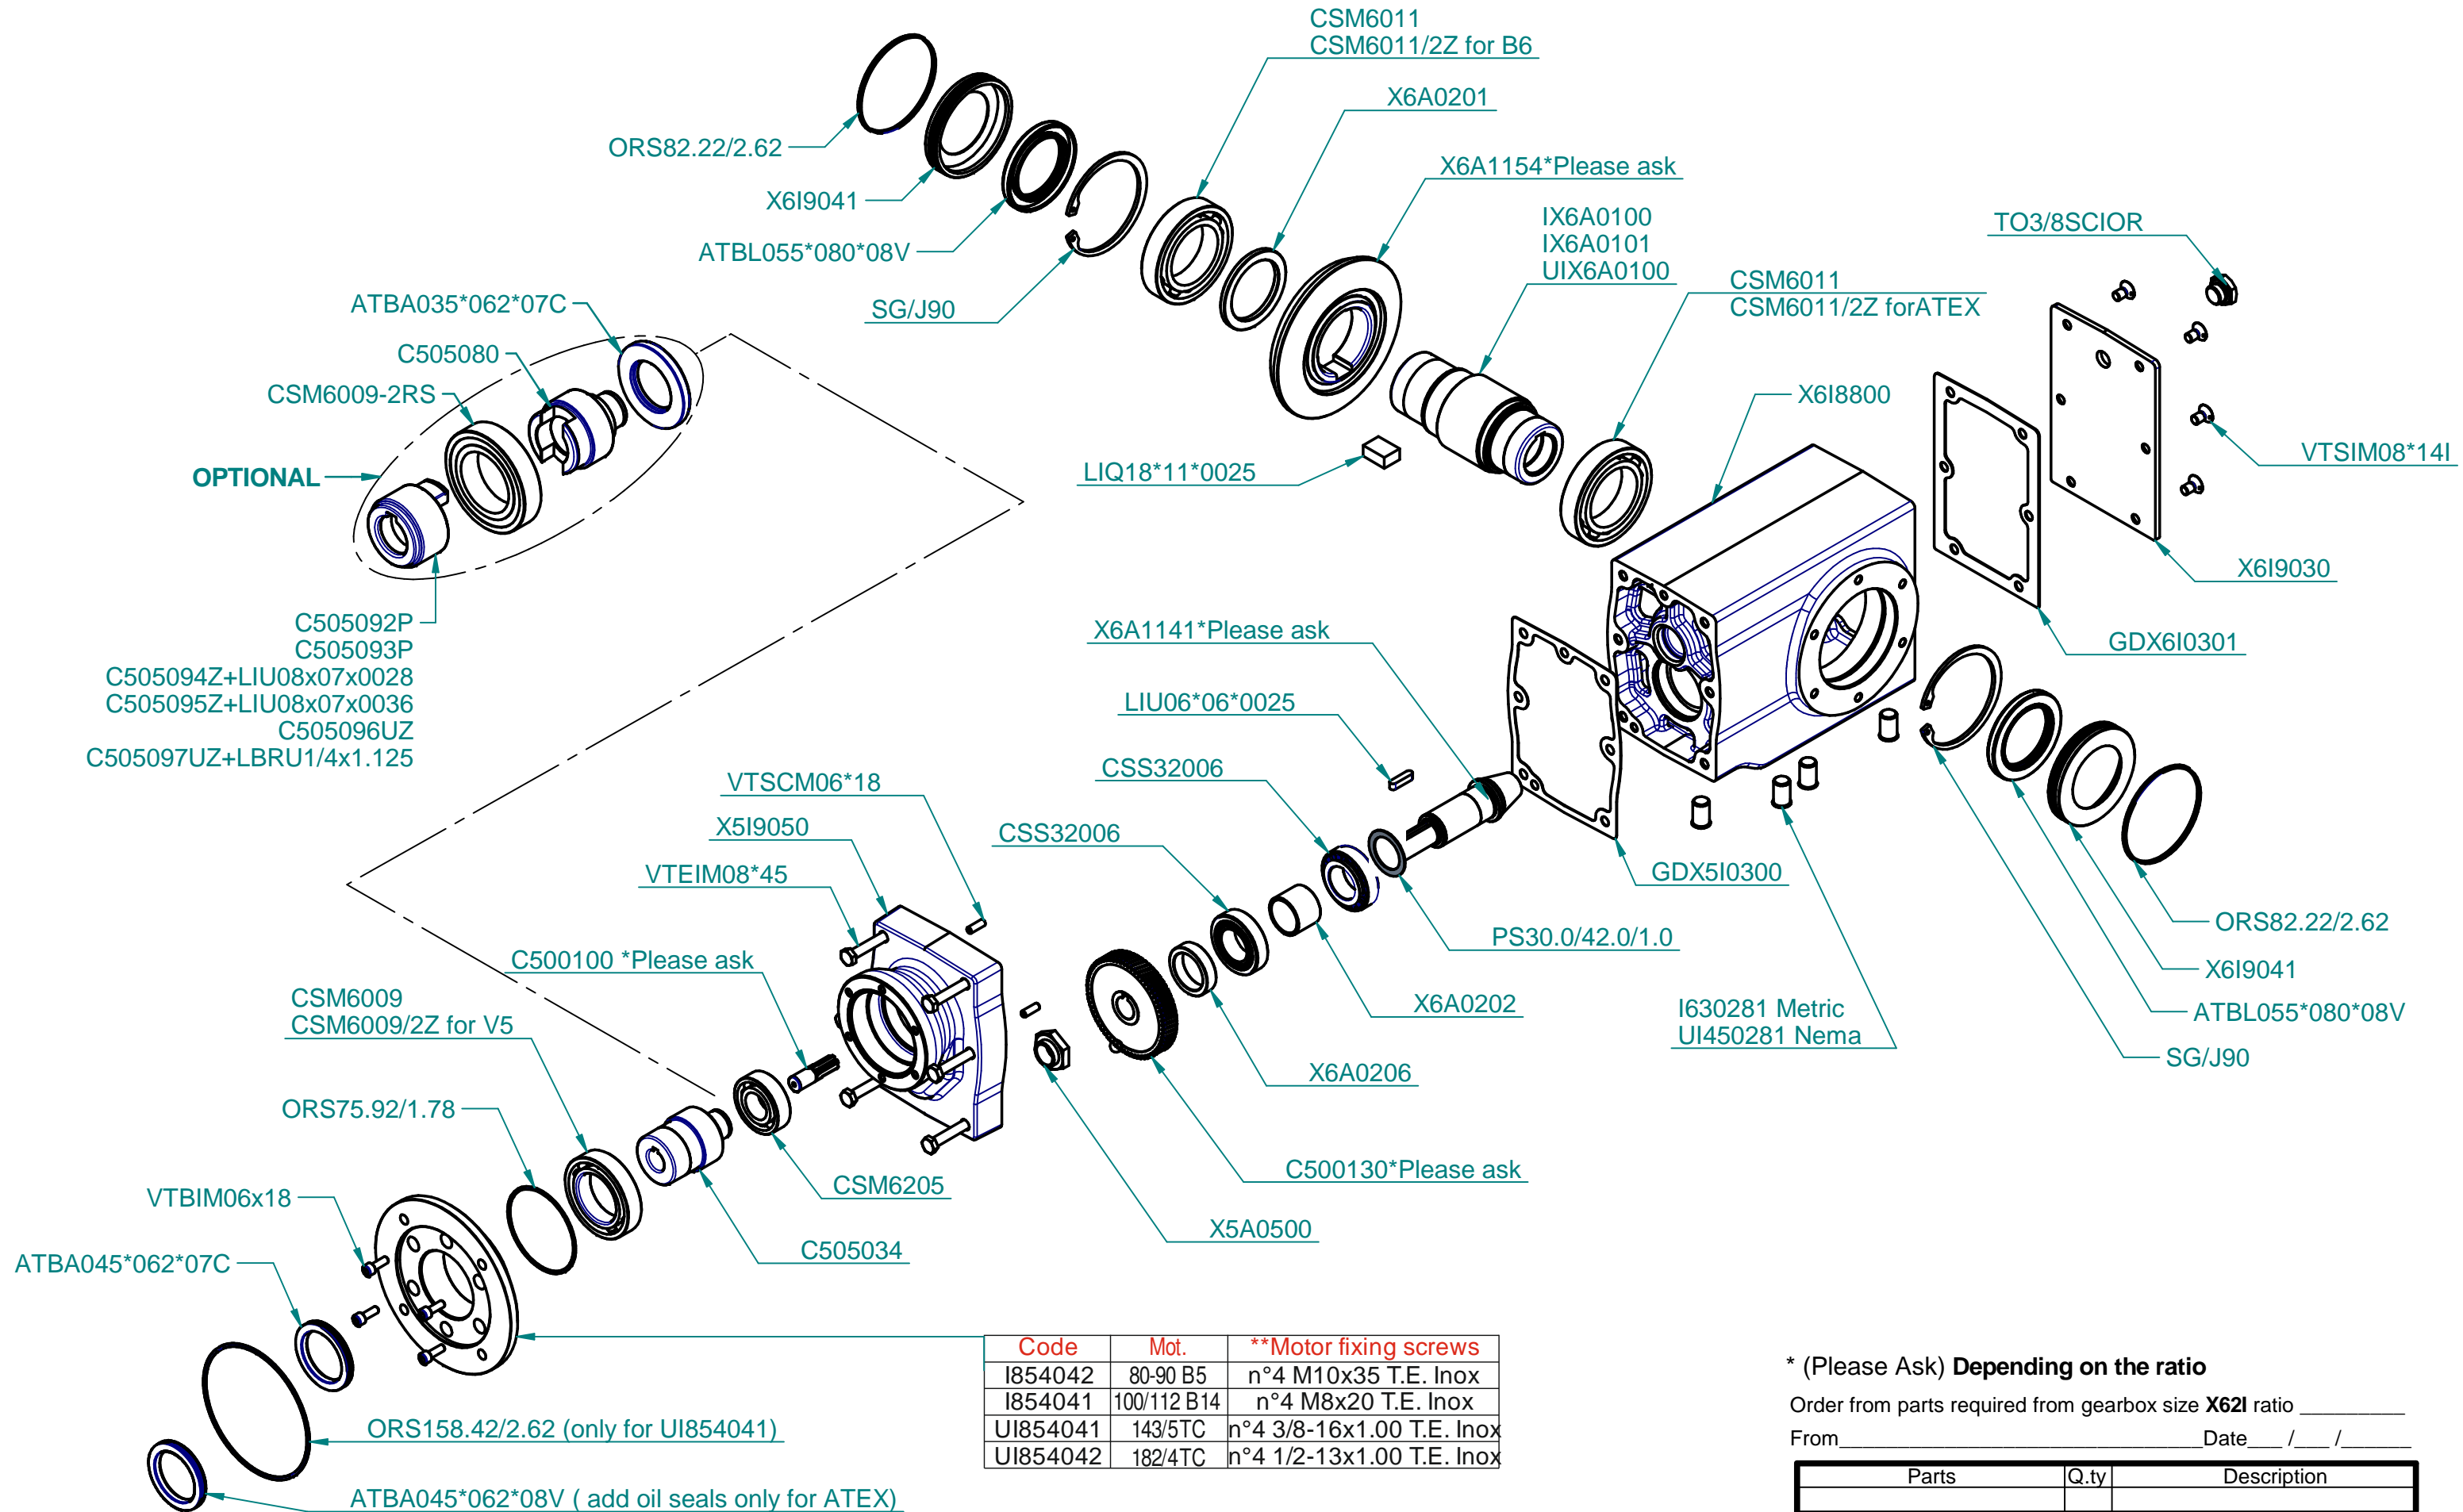 CSM6011
CSM6011/2Z for B6
X6A0201
ORS82.22/2.62
X6I9041
ATBL055*080*08V
SG/J90
X6A1154*Please ask
IX6A0100
IX6A0101
UIX6A0100
TO3/8SCIOR
CSM6011
CSM6011/2Z forATEX
ATBA035*062*07C
C505080
CSM6009-2RS
OPTIONAL
X6I8800
VTSIM08*14I
LIQ18*11*0025
X6I9030
C505092P
C505093P
C505094Z+LIU08x07x0028
C505095Z+LIU08x07x0036
C505096UZ
C505097UZ+LBRU1/4x1.125
X6A1141*Please ask
GDX6I0301
LIU06*06*0025
CSS32006
VTSCM06*18
X5I9050
CSS32006
VTEIM08*45
GDX5I0300
ORS82.22/2.62
PS30.0/42.0/1.0
C500100 *Please ask
X6I9041
CSM6009
CSM6009/2Z for V5
X6A0202
I630281 Metric
UI450281 Nema
ATBL055*080*08V
SG/J90
X6A0206
ORS75.92/1.78
C500130*Please ask
CSM6205
VTBIM06x18
X5A0500
C505034
ATBA045*062*07C
Code Mot. **Motor fixing screws
I854042 80-90 B5 n°4 M10x35 T.E. Inox
I854041 100/112 B14 n°4 M8x20 T.E. Inox
UI854041 143/5TC n°4 3/8-16x1.00 T.E. Inox
UI854042 182/4TC n°4 1/2-13x1.00 T.E. Inox
ORS158.42/2.62 (only for UI854041)
ATBA045*062*08V ( add oil seals only for ATEX)
* (Please Ask) Depending on the ratio
Order from parts required from gearbox size X62I ratio _________
From______________________________Date___ /___ /______
Parts Q.ty Description